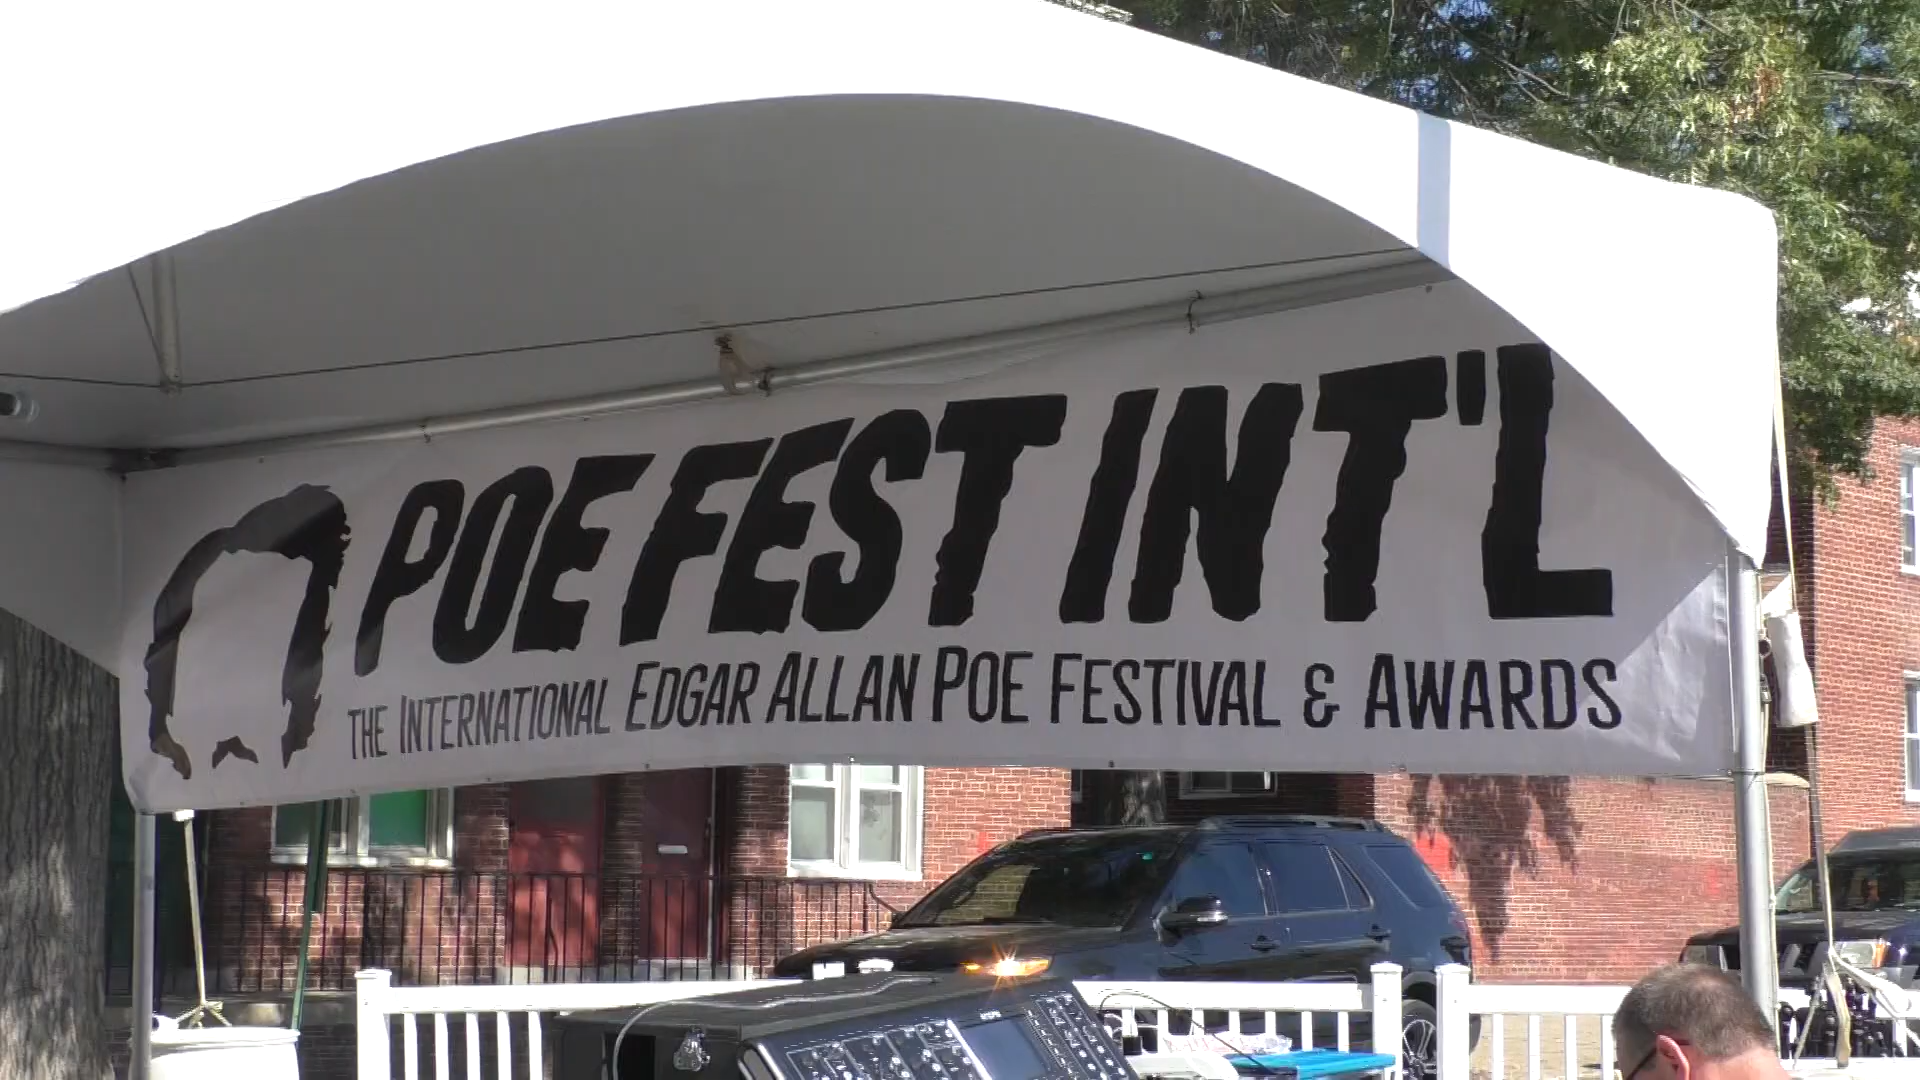 POE FEST INT'L
THE INTERNATIONAL EDGAR ALLAN POE FESTIVAL & AWARDS